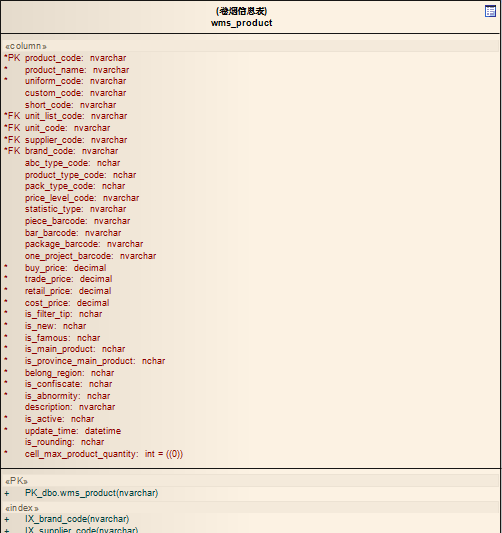 (卷烟信息表)
wms_product
«column»
*PK product_code: nvarchar
* product_name: nvarchar
* uniform_code: nvarchar
custom_code: nvarchar
short_code: nvarchar
*FK unit_list_code: nvarchar
*FK unit_code: nvarchar
*FK supplier_code: nvarchar
*FK brand_code: nvarchar
abc_type_code: nchar
product_type_code: nchar
pack_type_code: nchar
price_level_code: nvarchar
statistic_type: nvarchar
piece_barcode: nvarchar
bar_barcode: nvarchar
package_barcode: nvarchar
one_project_barcode: nvarchar
* buy_price: decimal
* trade_price: decimal
* retail_price: decimal
* cost_price: decimal
* is_filter_tip: nchar
* is_new: nchar
* is_famous: nchar
* is_main_product: nchar
* is_province_main_product: nchar
* belong_region: nchar
* is_confiscate: nchar
* is_abnormity: nchar
description: nvarchar
* is_active: nchar
* update_time: datetime
is_rounding: nchar
* cell_max_product_quantity: int = ((0))
«PK»
+ PK_dbo.wms_product(nvarchar)
«index»
+ IX_brand_code(nvarchar)
+ IX_supplier_code(nvarchar)